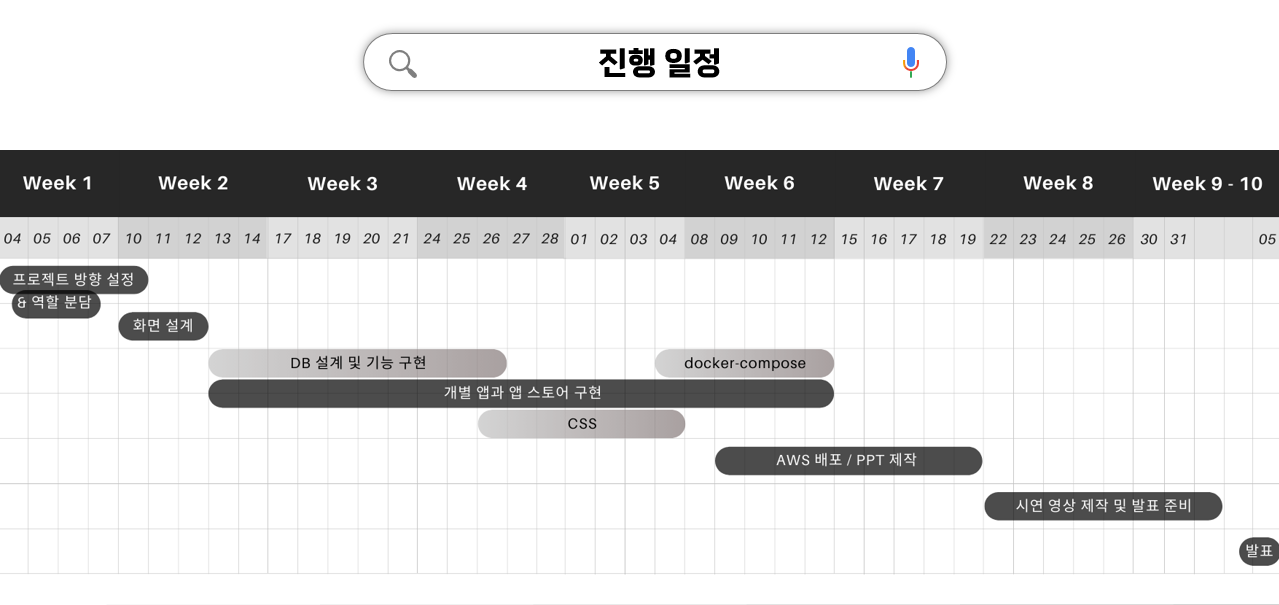 진행 일정
Week 1 Week 2 Week 3 Week 4 Week 5 Week 6 Week 7 Week 8 Week 9 - 10
04 05 06 07 10 11 12 13 14 17 18 19 20 21 24 25 26 27 28 01 02 03 04 08 09 10 11 12 15 16 17 18 19 22 23 24 25 26 30 31 05
프로젝트 방향 설정
& 역할 분담
화면 설계
DB 설계 및 기능 구현 docker-compose
개별 앱과 앱 스토어 구현
CSS
AWS 배포 / PPT 제작
시연 영상 제작 및 발표 준비
발표